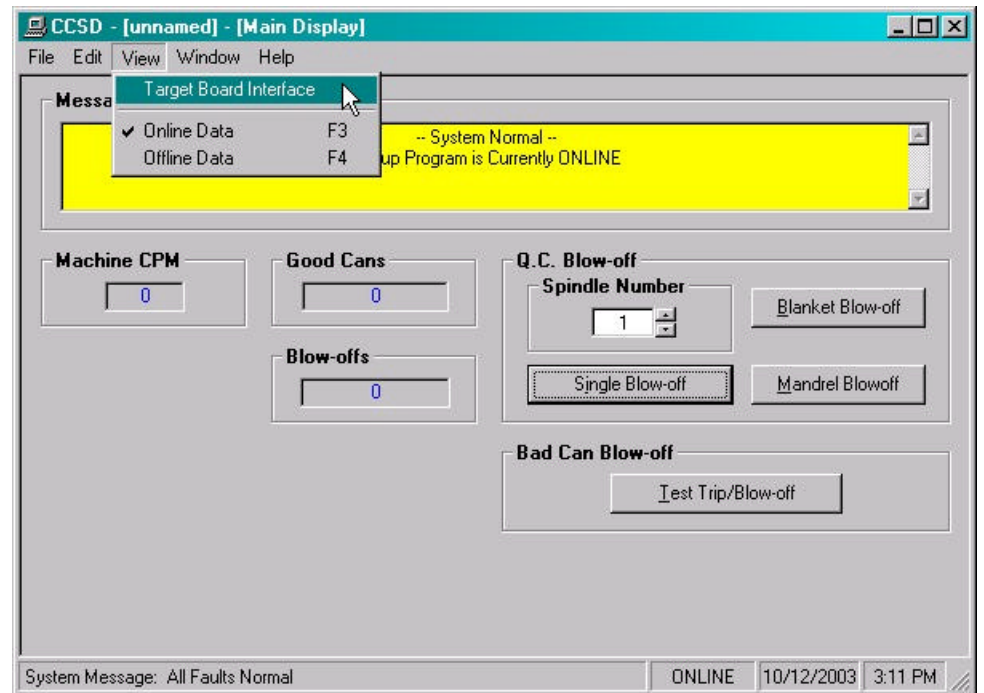 CCSD - [unnamed] - [Main Display]
File Edit View Window Help
Target Board Interface
Online Data F3
Offline Data F4
-- System Normal --
up Program is Currently ONLINE
Machine CPM
0
Good Cans
0
Blow-offs
0
Q.C. Blow-off
Spindle Number
1
Blanket Blow-off
Single Blow-off
Mandrel Blowoff
Bad Can Blow-off
Test Trip/Blow-off
System Message: All Faults Normal
ONLINE
10/12/2003
3:11 PM